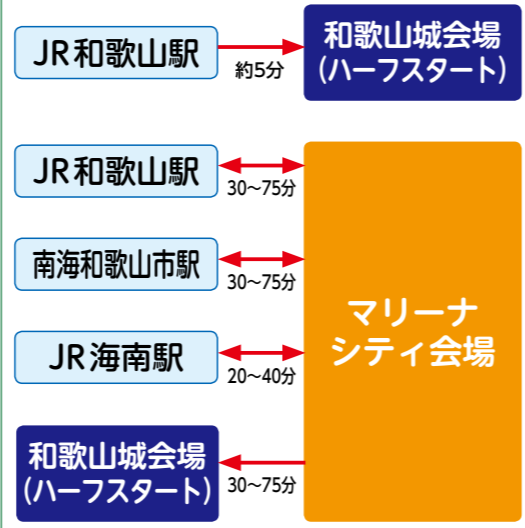 JR和歌山駅
約5分
和歌山城会場
(ハーフスタート)
JR和歌山駅
30~75分
南海和歌山市駅
30~75分
JR海南駅
20~40分
マリーナ
シティ会場
和歌山城会場
(ハーフスタート)
30~75分